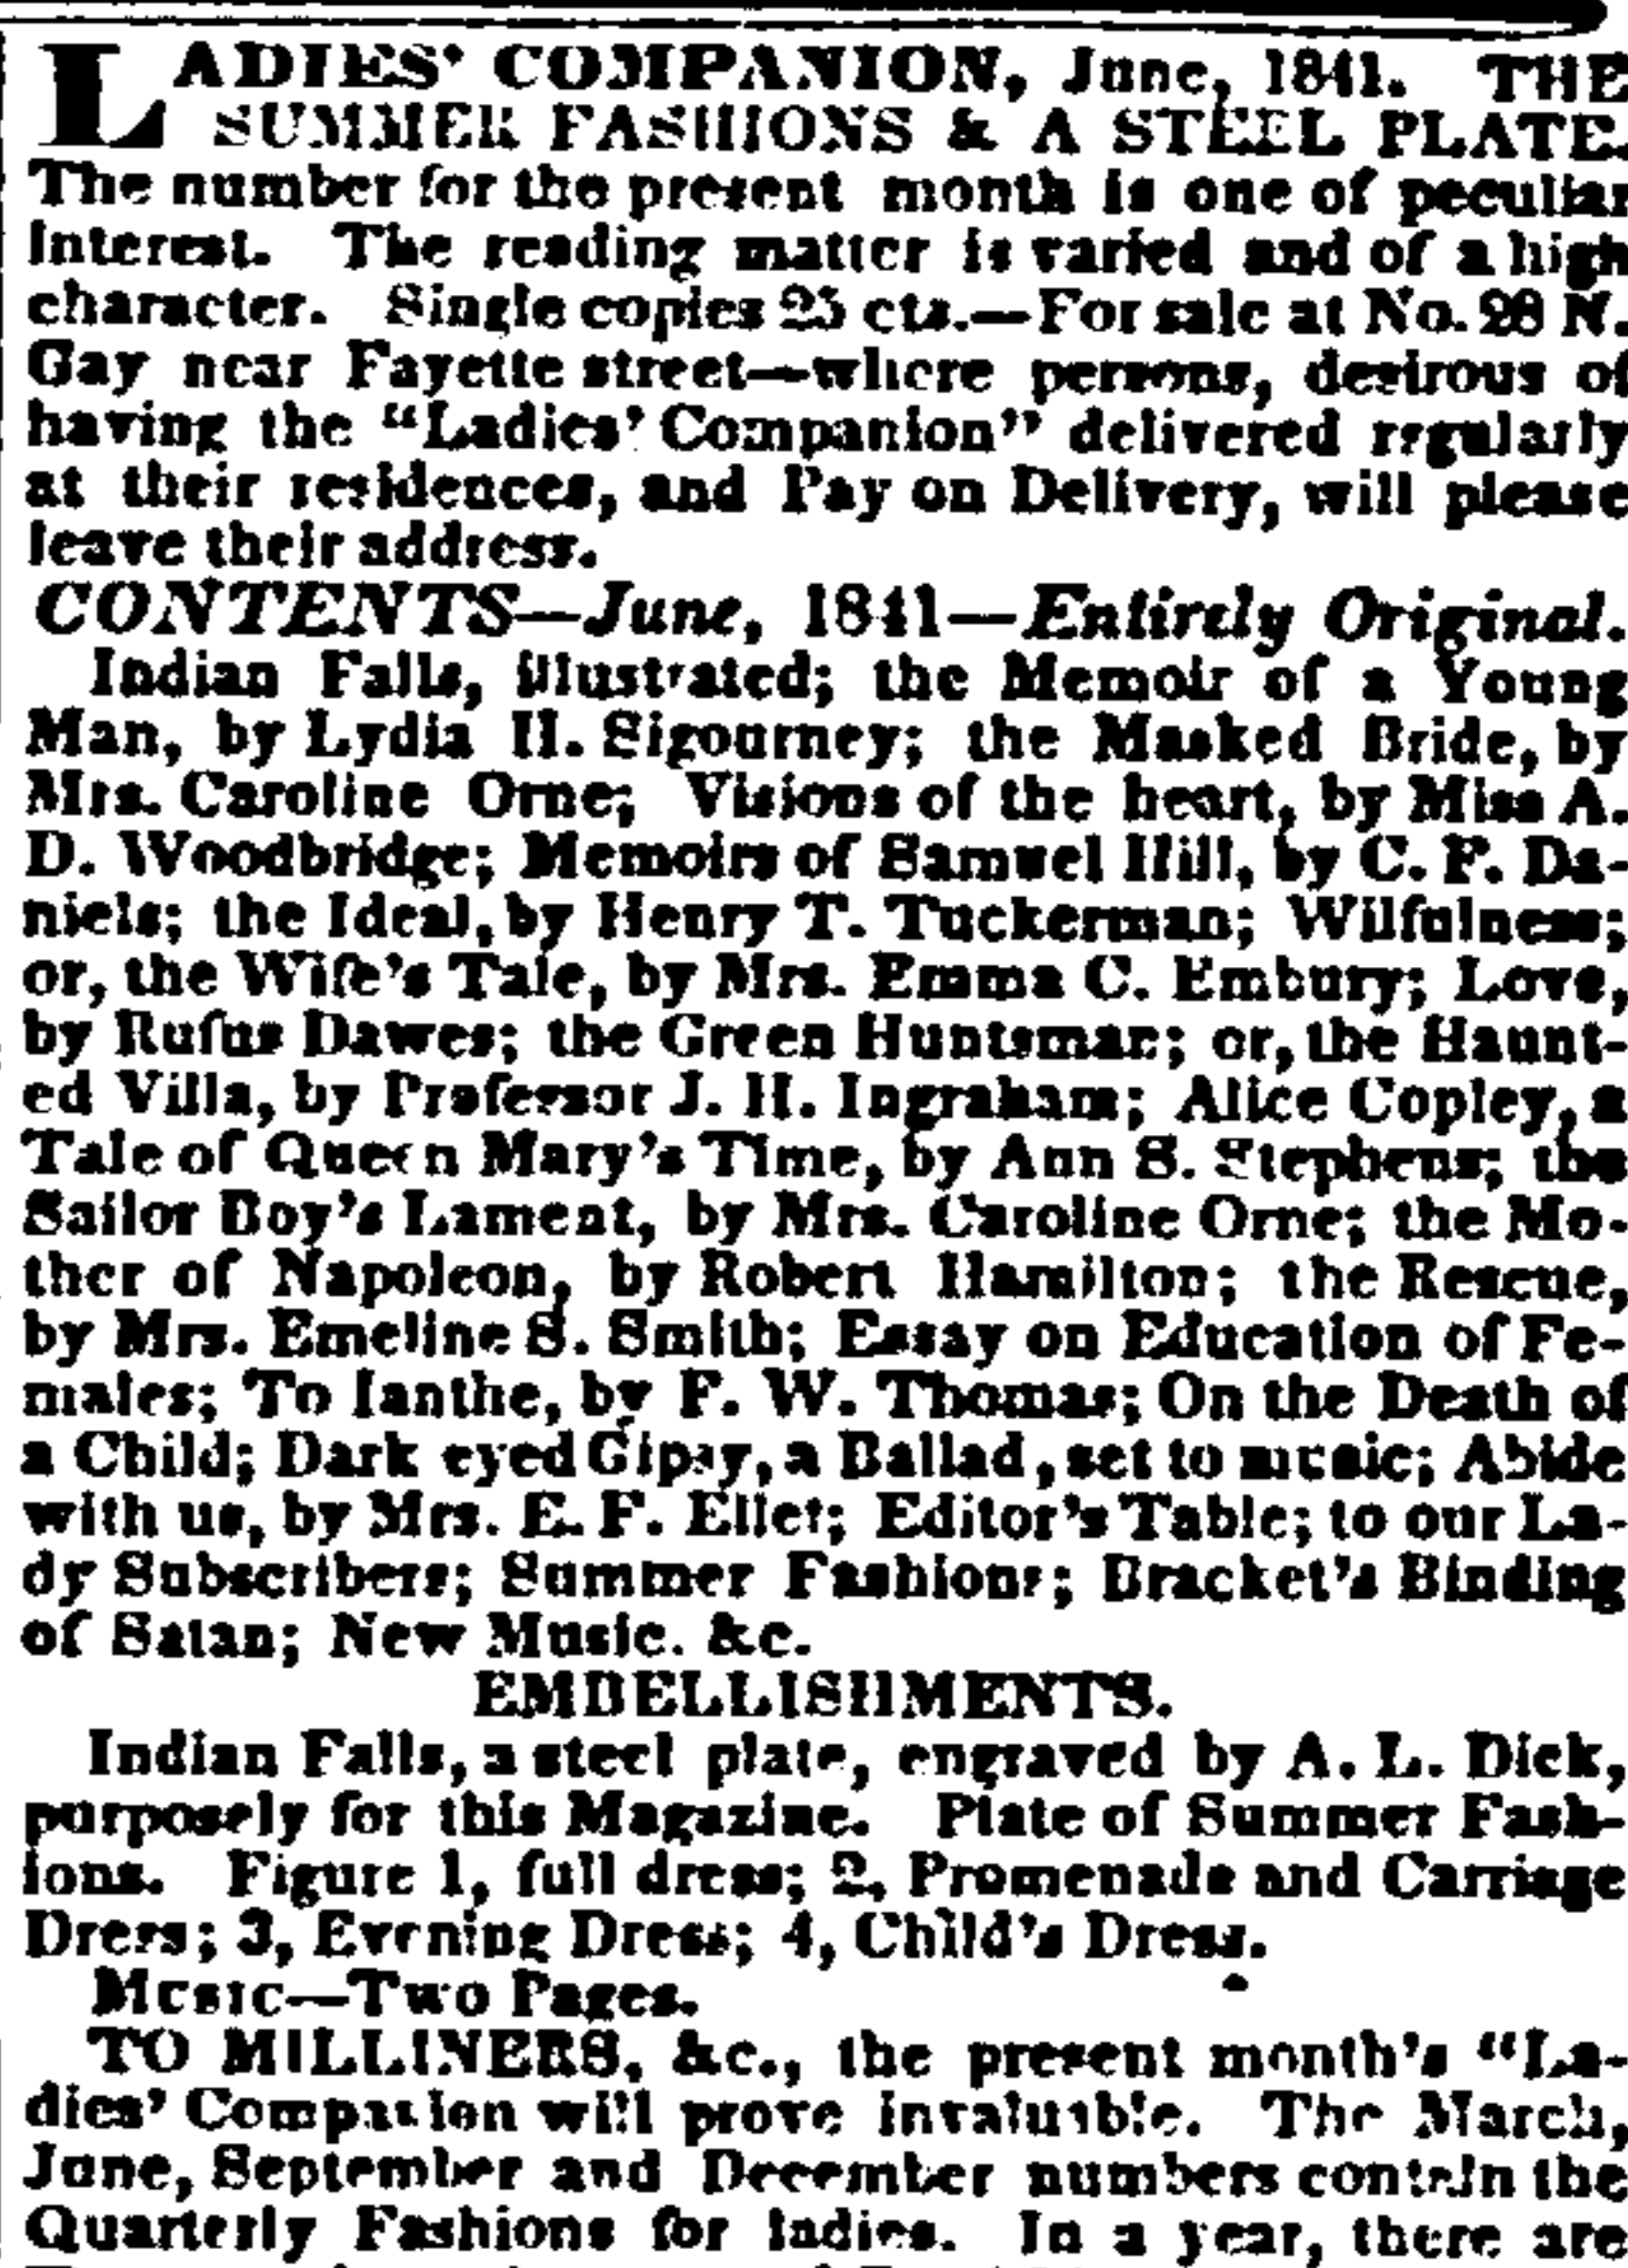 LADIES' COMPANION, June, 1841. THE
SUMMER FASHIONS & A STEEL PLATE.
The number for the present month is one of peculiar
interest. The reading matter is varied and of a high
character. Single copies 25 cts.—For sale at No. 28 N.
Gay near Fayette street—where persons, desirous of
having the "Ladies' Companion" delivered regularly
at their residences, and Pay on Delivery, will please
leave their address.
CONTENTS—June, 1841—Entirely Original.
Indian Falls, illustrated; the Memoir of a Young
Man, by Lydia H. Sigourney; the Masked Bride, by
Mrs. Caroline Orne; Visions of the heart, by Miss A.
D. Woodbridge; Memoirs of Samuel Hill, by C. F. Da-
niels; the Ideal, by Henry T. Tuckerman; Wilfulness;
or, the Wife's Tale, by Mrs. Emma C. Embury; Love,
by Rufus Dawes; the Green Huntsman; or, the Haunt-
ed Villa, by Professor J. H. Ingraham; Alice Copley, a
Tale of Queen Mary's Time, by Ann S. Stephens; the
Sailor Boy's Lament, by Mrs. Caroline Orne; the Mo-
ther of Napoleon, by Robert Hamilton; the Rescue,
by Mrs. Emeline S. Smith; Essay on Education of Fe-
males; To Ianthe, by F. W. Thomas; On the Death of
a Child; Dark eyed Gipsy, a Ballad, set to music; Abide
with us, by Mrs. E. F. Ellet; Editor's Table; to our La-
dy Subscribers; Summer Fashions; Bracket's Binding
of Satan; New Music. &c.
EMBELLISHMENTS.
Indian Falls, a steel plate, engraved by A. L. Dick,
purposely for this Magazine. Plate of Summer Fash-
ions. Figure 1, full dress; 2, Promenade and Carriage
Dress; 3, Evening Dress; 4, Child's Dress.
MUSIC—Two Pages.
TO MILLINERS, &c., the present month's "La-
dies' Companion will prove invaluable. The March,
June, September and December numbers contain the
Quarterly Fashions for ladies. In a year, there are